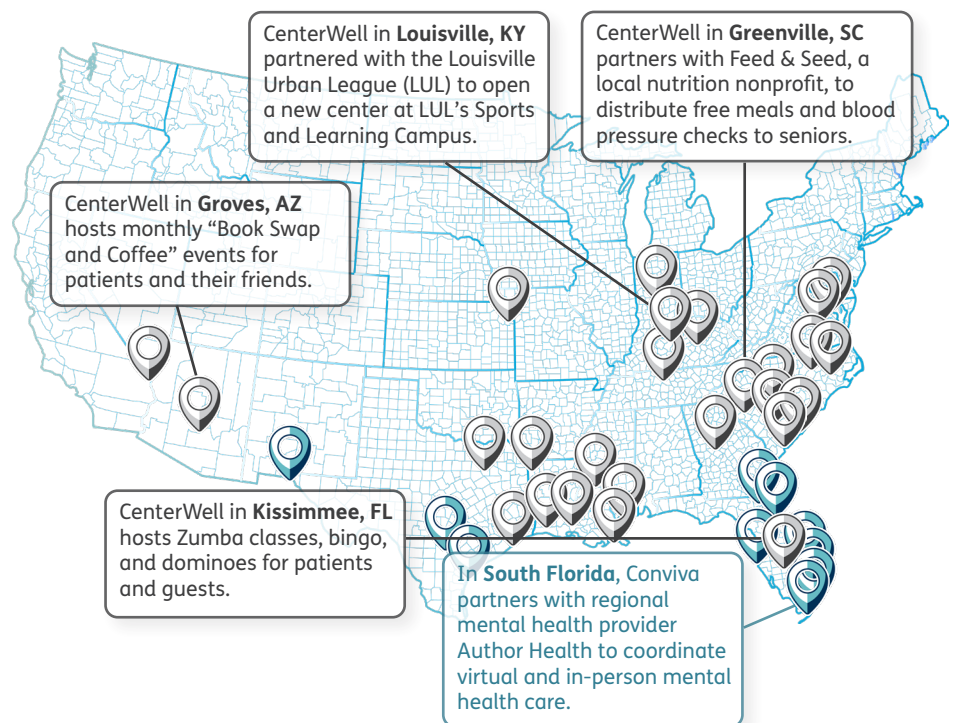 CenterWell in Louisville, KY
partnered with the Louisville
Urban League (LUL) to open
a new center at LUL's Sports
and Learning Campus.
CenterWell in Greenville, SC
partners with Feed & Seed, a
local nutrition nonprofit, to
distribute free meals and blood
pressure checks to seniors.
CenterWell in Groves, AZ
hosts monthly “Book Swap
and Coffee” events for
patients and their friends.
CenterWell in Kissimmee, FL
hosts Zumba classes, bingo,
and dominoes for patients
and guests.
In South Florida, Conviva
partners with regional
mental health provider
Author Health to coordinate
virtual and in-person mental
health care.